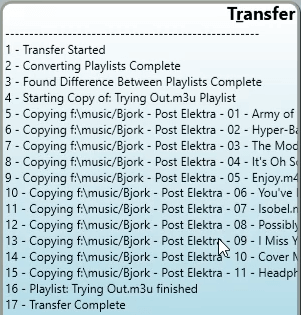 Transfer
--------------------------------------------------
1 - Transfer Started
2 - Converting Playlists Complete
3 - Found Difference Between Playlists Complete
4 - Starting Copy of: Trying Out.m3u Playlist
5 - Copying f:\music/Bjork - Post Elektra - 01 - Army of
6 - Copying f:\music/Bjork - Post Elektra - 02 - Hyper-Ba
7 - Copying f:\music/Bjork - Post Elektra - 03 - The Mod
8 - Copying f:\music/Bjork - Post Elektra - 04 - It's Oh S
9 - Copying f:\music/Bjork - Post Elektra - 05 - Enjoy.m4
10 - Copying f:\music/Bjork - Post Elektra - 06 - You've
11 - Copying f:\music/Bjork - Post Elektra - 07 - Isobel.m
12 - Copying f:\music/Bjork - Post Elektra - 08 - Possibly
13 - Copying f:\music/Bjork - Post Elektra - 09 - I Miss Y
14 - Copying f:\music/Bjork - Post Elektra - 10 - Cover M
15 - Copying f:\music/Bjork - Post Elektra - 11 - Headph
16 - Playlist: Trying Out.m3u finished
17 - Transfer Complete